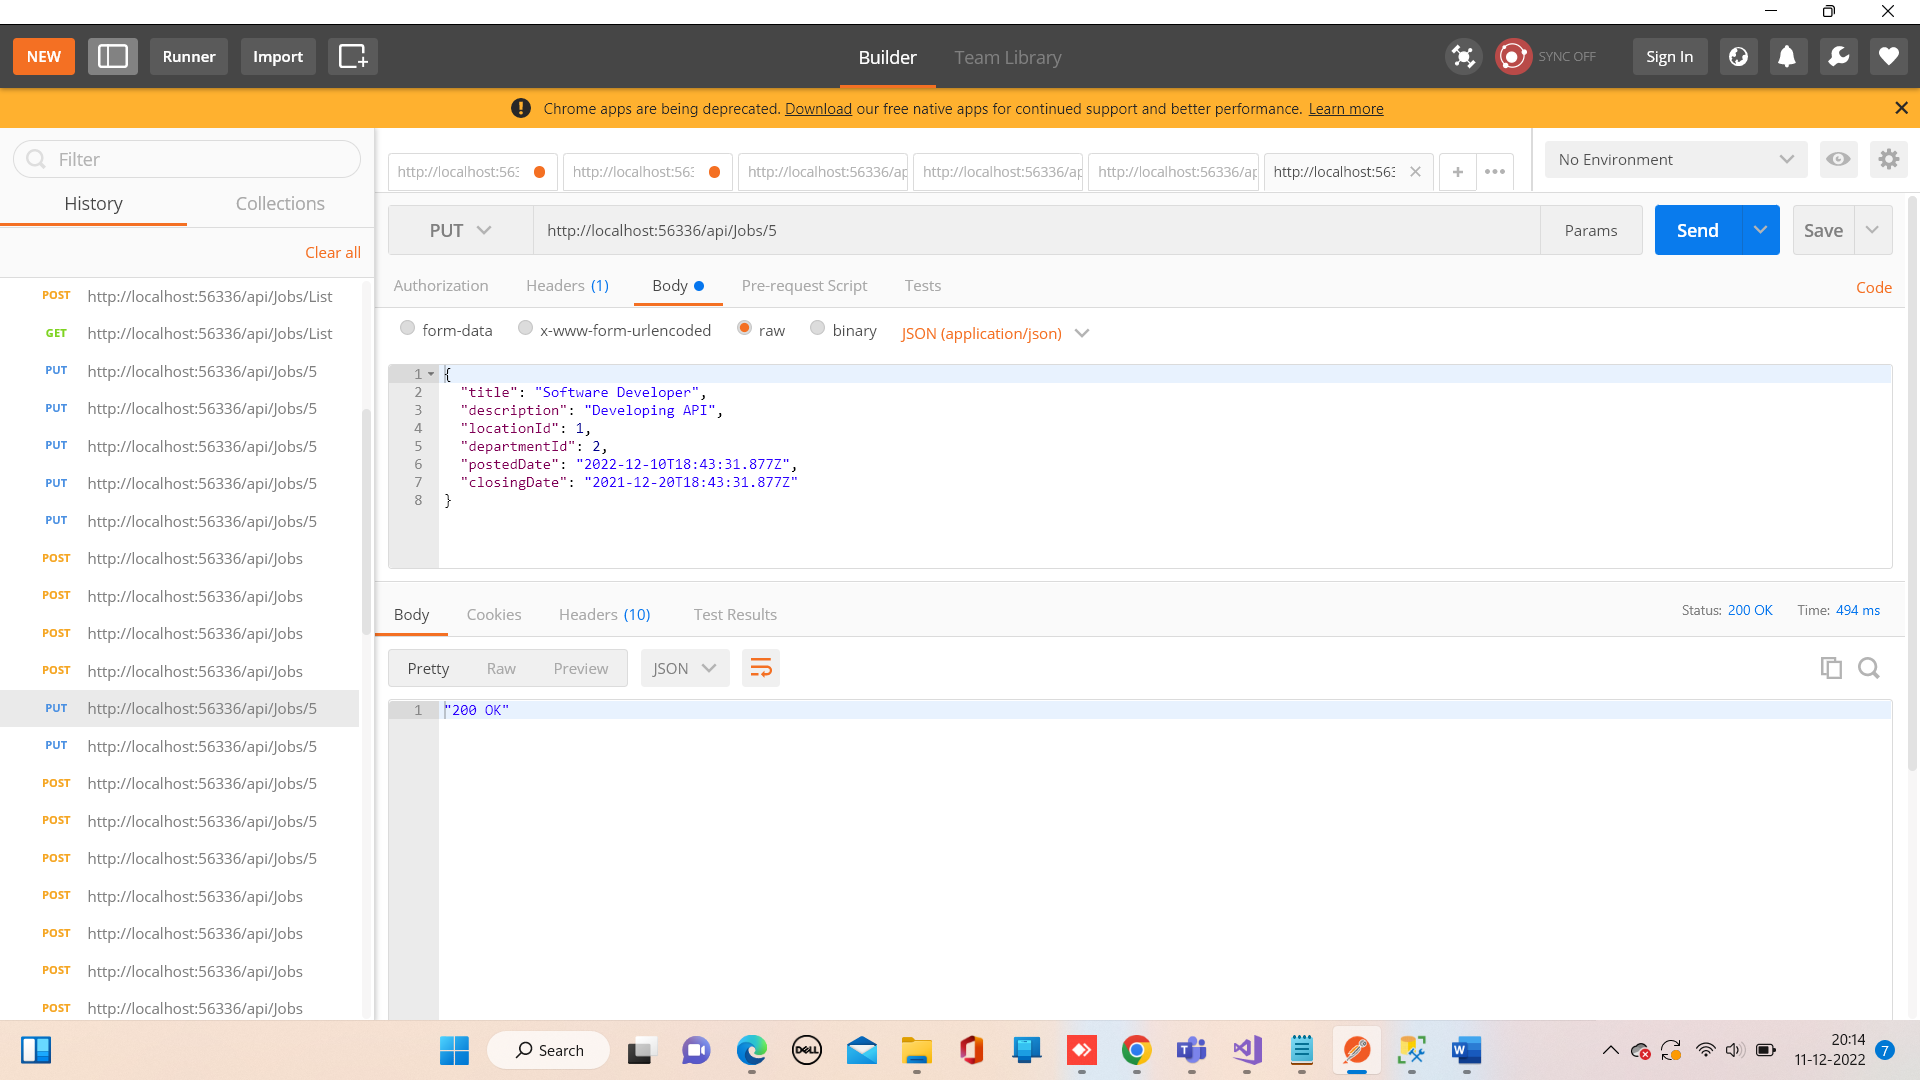 NEW
Runner
Import
Builder
Team Library
SYNC OFF
Sign In
Chrome apps are being deprecated. Download our free native apps for continued support and better performance. Learn more
Filter
History
Collections
Clear all
POST http://localhost:56336/api/Jobs/List
GET http://localhost:56336/api/Jobs/List
PUT http://localhost:56336/api/Jobs/5
PUT http://localhost:56336/api/Jobs/5
PUT http://localhost:56336/api/Jobs/5
PUT http://localhost:56336/api/Jobs/5
PUT http://localhost:56336/api/Jobs/5
POST http://localhost:56336/api/Jobs
POST http://localhost:56336/api/Jobs
POST http://localhost:56336/api/Jobs
POST http://localhost:56336/api/Jobs
PUT http://localhost:56336/api/Jobs/5
PUT http://localhost:56336/api/Jobs/5
POST http://localhost:56336/api/Jobs/5
POST http://localhost:56336/api/Jobs/5
POST http://localhost:56336/api/Jobs/5
POST http://localhost:56336/api/Jobs
POST http://localhost:56336/api/Jobs
POST http://localhost:56336/api/Jobs
POST http://localhost:56336/api/Jobs
http://localhost:563
http://localhost:563
http://localhost:56336/ap
http://localhost:56336/ap
http://localhost:56336/ap
http://localhost:563
No Environment
PUT
http://localhost:56336/api/Jobs/5
Params
Send
Save
Authorization
Headers (1)
Body
Pre-request Script
Tests
Code
form-data
x-www-form-urlencoded
raw
binary
JSON (application/json)
1 {
2 "title": "Software Developer",
3 "description": "Developing API",
4 "locationId": 1,
5 "departmentId": 2,
6 "postedDate": "2022-12-10T18:43:31.877Z",
7 "closingDate": "2021-12-20T18:43:31.877Z"
8 }
Body
Cookies
Headers (10)
Test Results
Status: 200 OK
Time: 494 ms
Pretty
Raw
Preview
JSON
1 "200 OK"
Search
DELL
20:14
11-12-2022
7